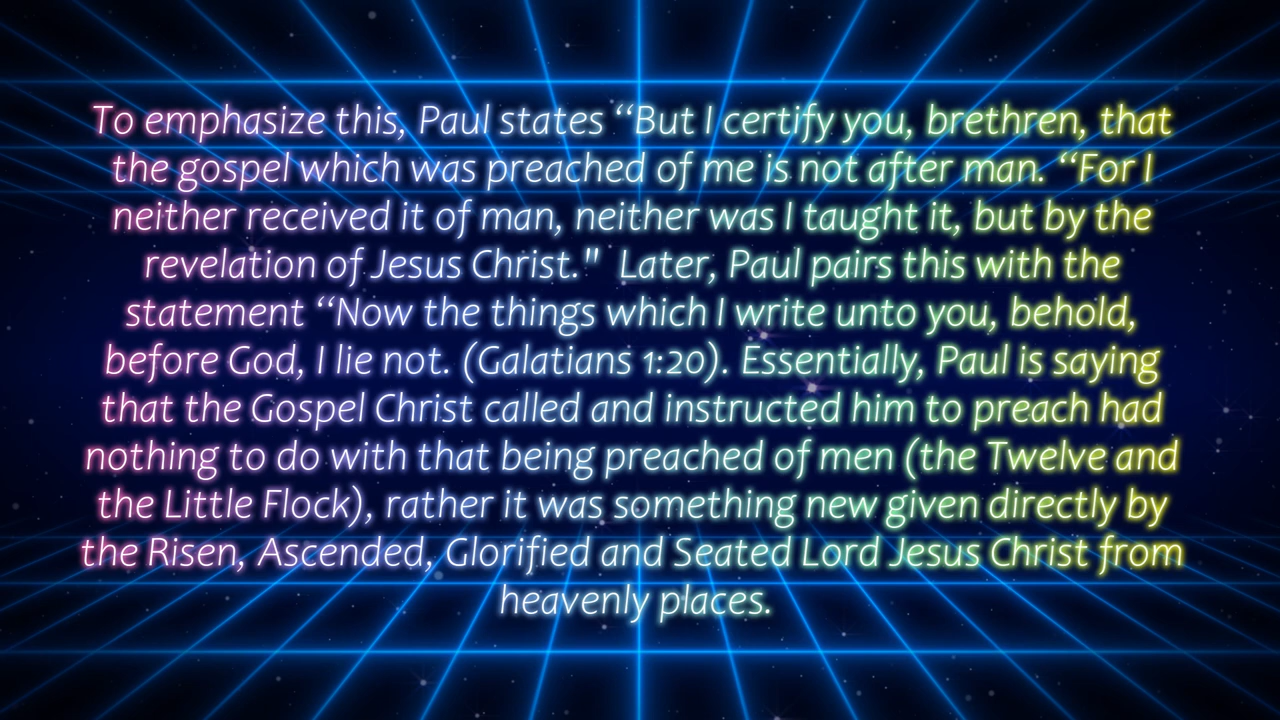 To emphasize this, Paul states “But I certify you, brethren, that
the gospel which was preached of me is not after man. “For I
neither received it of man, neither was I taught it, but by the
revelation of Jesus Christ."  Later, Paul pairs this with the
statement “Now the things which I write unto you, behold,
before God, I lie not. (Galatians 1:20). Essentially, Paul is saying
that the Gospel Christ called and instructed him to preach had
nothing to do with that being preached of men (the Twelve and
the Little Flock), rather it was something new given directly by
the Risen, Ascended, Glorified and Seated Lord Jesus Christ from
heavenly places.